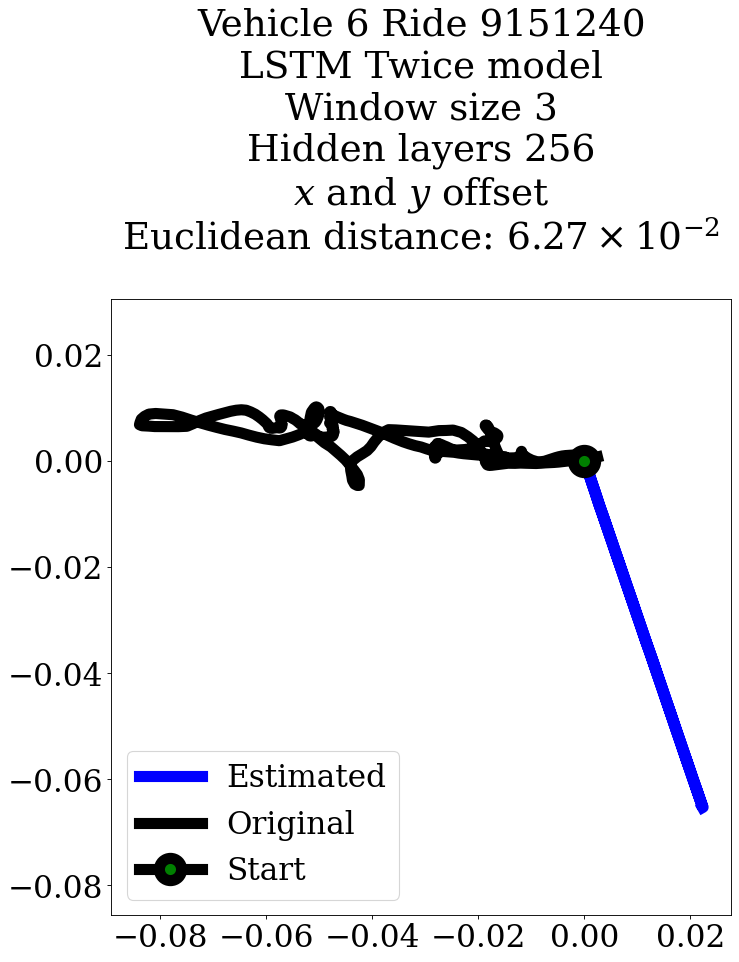 Vehicle 6 Ride 9151240
LSTM Twice model
Window size 3
Hidden layers 256
x and y offset
Euclidean distance: 6.27 × 10⁻²
0.02
0.00
−0.02
−0.04
−0.06
−0.08
Estimated
Original
Start
−0.08 −0.06 −0.04 −0.02 0.00 0.02